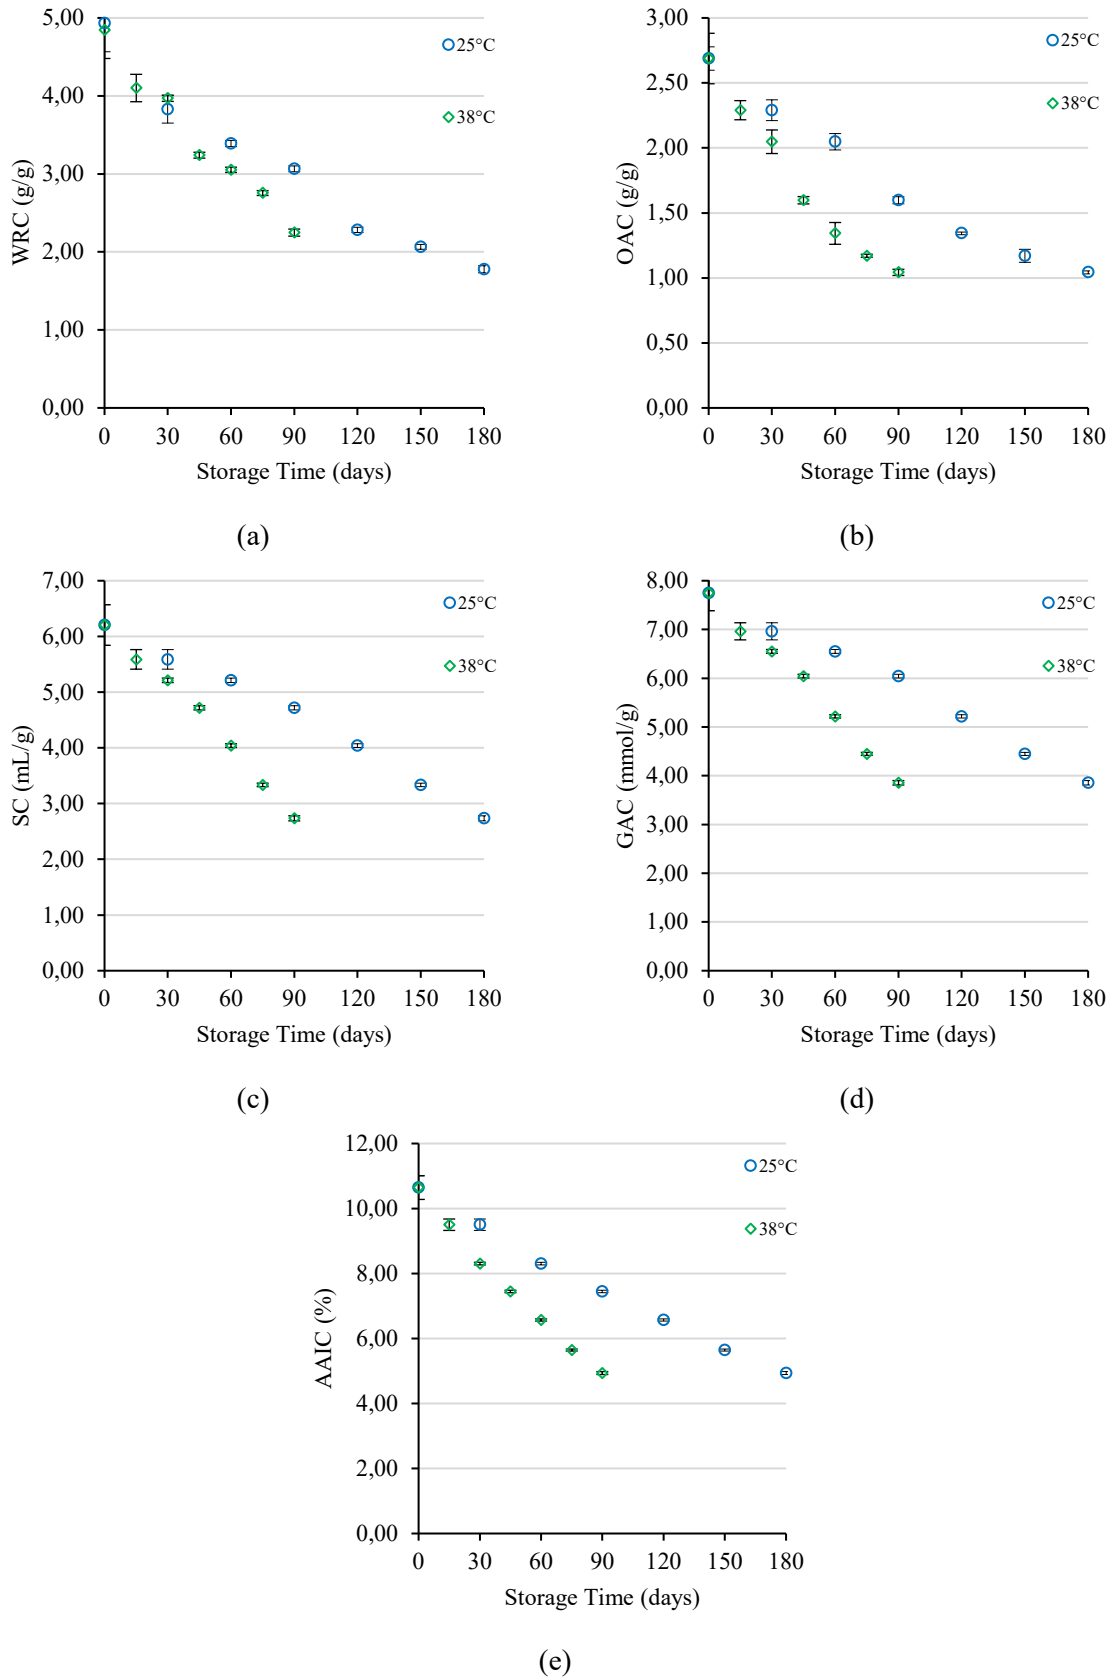 5,00
4,00
3,00
2,00
1,00
0,00
WRC (g/g)
25°C
38°C
0 30 60 90 120 150 180
Storage Time (days)
(a)
3,00
2,50
2,00
1,50
1,00
0,50
0,00
OAC (g/g)
25°C
38°C
0 30 60 90 120 150 180
Storage Time (days)
(b)
7,00
6,00
5,00
4,00
3,00
2,00
1,00
0,00
SC (mL/g)
25°C
38°C
0 30 60 90 120 150 180
Storage Time (days)
(c)
8,00
7,00
6,00
5,00
4,00
3,00
2,00
1,00
0,00
GAC (mmol/g)
25°C
38°C
0 30 60 90 120 150 180
Storage Time (days)
(d)
12,00
10,00
8,00
6,00
4,00
2,00
0,00
AAIC (%)
25°C
38°C
0 30 60 90 120 150 180
Storage Time (days)
(e)